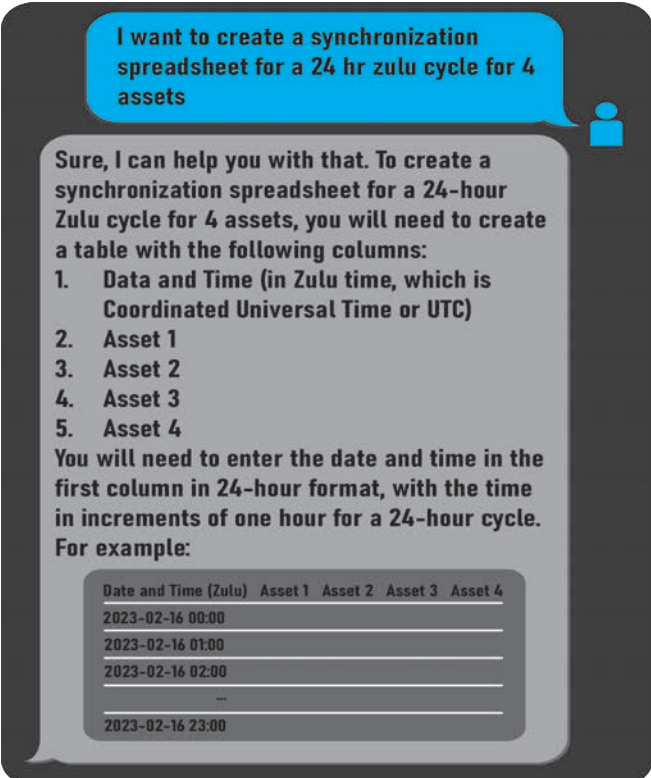 I want to create a synchronization
spreadsheet for a 24 hr zulu cycle for 4
assets
Sure, I can help you with that. To create a
synchronization spreadsheet for a 24-hour
Zulu cycle for 4 assets, you will need to create
a table with the following columns:
1. Data and Time (in Zulu time, which is
Coordinated Universal Time or UTC)
2. Asset 1
3. Asset 2
4. Asset 3
5. Asset 4
You will need to enter the date and time in the
first column in 24-hour format, with the time
in increments of one hour for a 24-hour cycle.
For example:
Date and Time (Zulu) Asset 1 Asset 2 Asset 3 Asset 4
2023-02-16 00:00
2023-02-16 01:00
2023-02-16 02:00
...
2023-02-16 23:00